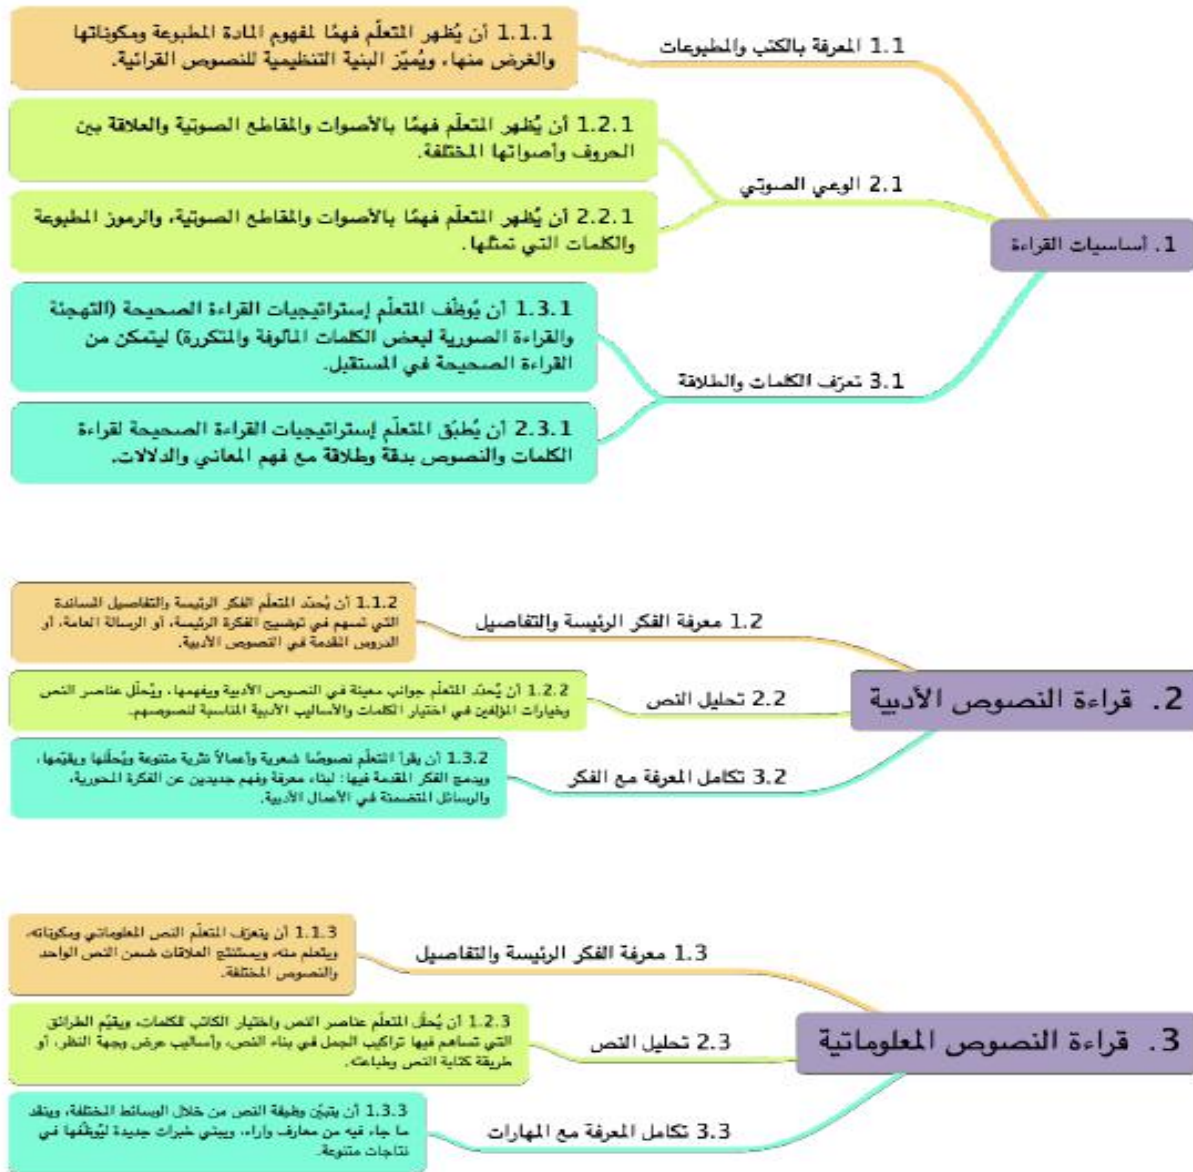 1. أساسيات القراءة
1.1 المعرفة بالكتب والمطبوعات
1.1.1 أن يُظهر المتعلّم فهمًا لمفهوم المادة المطبوعة ومكوناتها
والغرض منها، ويُميّز البنية التنظيمية للنصوص القرائية.
2.1 الوعي الصوتي
1.2.1 أن يُظهر المتعلّم فهمًا بالأصوات والمقاطع الصوتية والعلاقة بين
الحروف وأصواتها المختلفة.
2.2.1 أن يُظهر المتعلّم فهمًا بالأصوات والمقاطع الصوتية، والرموز المطبوعة
والكلمات التي تمثلها.
3.1 تعرّف الكلمات والطلاقة
1.3.1 أن يُوظّف المتعلّم إستراتيجيات القراءة الصحيحة (التهجئة
والقراءة الصورية لبعض الكلمات المألوفة والمتكررة) ليتمكن من
القراءة الصحيحة في المستقبل.
2.3.1 أن يُطبّق المتعلّم إستراتيجيات القراءة الصحيحة لقراءة
الكلمات والنصوص بدقة وطلاقة مع فهم المعاني والدلالات.
2. قراءة النصوص الأدبية
1.2 معرفة الفكر الرئيسة والتفاصيل
1.1.2 أن يُحدّد المتعلّم الفكر الرئيسة والتفاصيل المساندة
التي تسهم في توضيح الفكرة الرئيسة، أو الرسالة العامة، أو
الدروس المقدمة في النصوص الأدبية.
2.2 تحليل النص
1.2.2 أن يُحدّد المتعلّم جوانب معينة في النصوص الأدبية ويفهمها، ويُحلّل عناصر النص
وخيارات المؤلفين في اختيار الكلمات والأساليب الأدبية المناسبة لنصوصهم.
3.2 تكامل المعرفة مع الفكر
1.3.2 أن يقرأ المتعلّم نصوصًا شعرية وأعمالاً نثرية متنوعة ويُحلّلها ويقيّمها،
ويدمج الفكر المقدمة فيها: لبناء معرفة وفهم جديدين عن الفكرة المحورية،
والرسائل المتضمنة في الأعمال الأدبية.
3. قراءة النصوص المعلوماتية
1.3 معرفة الفكر الرئيسة والتفاصيل
1.1.3 أن يتعرّف المتعلّم النص المعلوماتي ومكوناته،
ويتعلم منه، ويستنتج العلاقات ضمن النص الواحد
والنصوص المختلفة.
2.3 تحليل النص
1.2.3 أن يُحلّل المتعلّم عناصر النص واختيار الكاتب للكلمات، ويقيّم الطرائق
التي تساهم فيها تراكيب الجمل في بناء النص، وأساليب عرض وجهة النظر، أو
طريقة كتابة النص وطباعته.
3.3 تكامل المعرفة مع المهارات
1.3.3 أن يتبيّن وظيفة النص من خلال الوسائط المختلفة، وينقد
ما جاء فيه من معارف وآراء، ويبني خبرات جديدة ليُوظّفها في
نتاجات متنوعة.